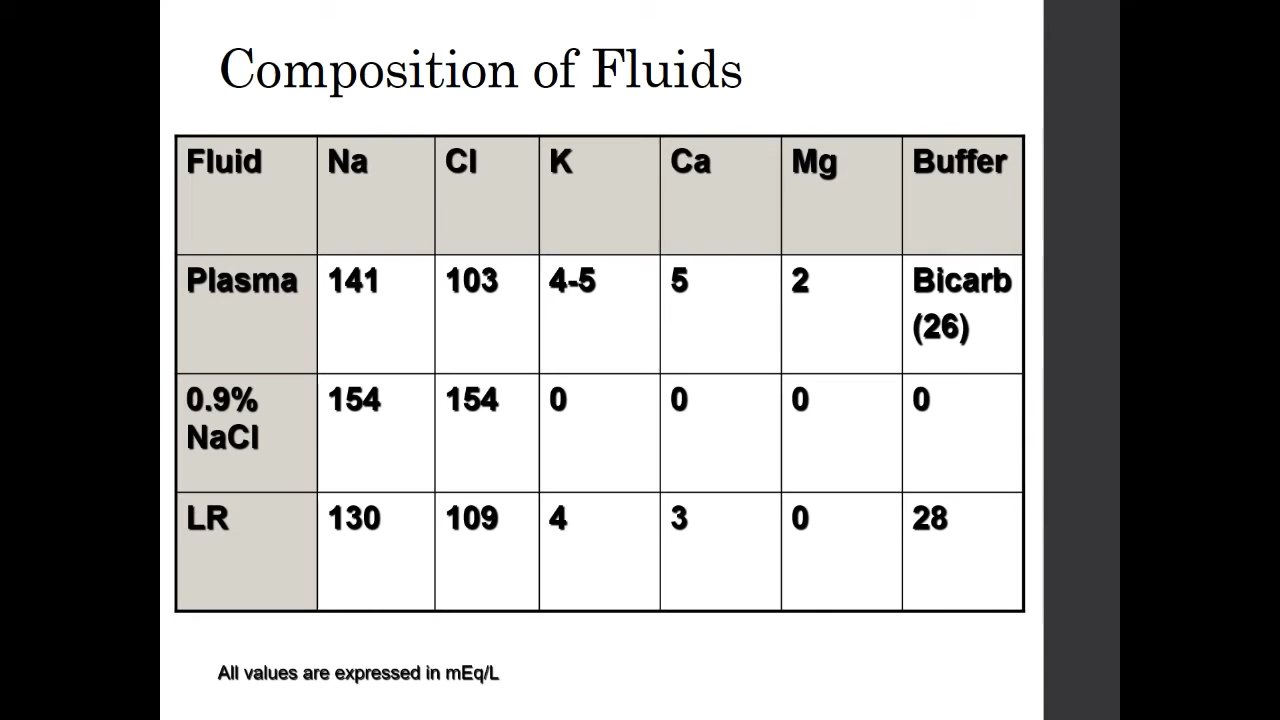 Composition of Fluids
Fluid Na Cl K Ca Mg Buffer
Plasma 141 103 4-5 5 2 Bicarb
(26)
0.9% 154 154 0 0 0 0
NaCl
LR 130 109 4 3 0 28
All values are expressed in mEq/L